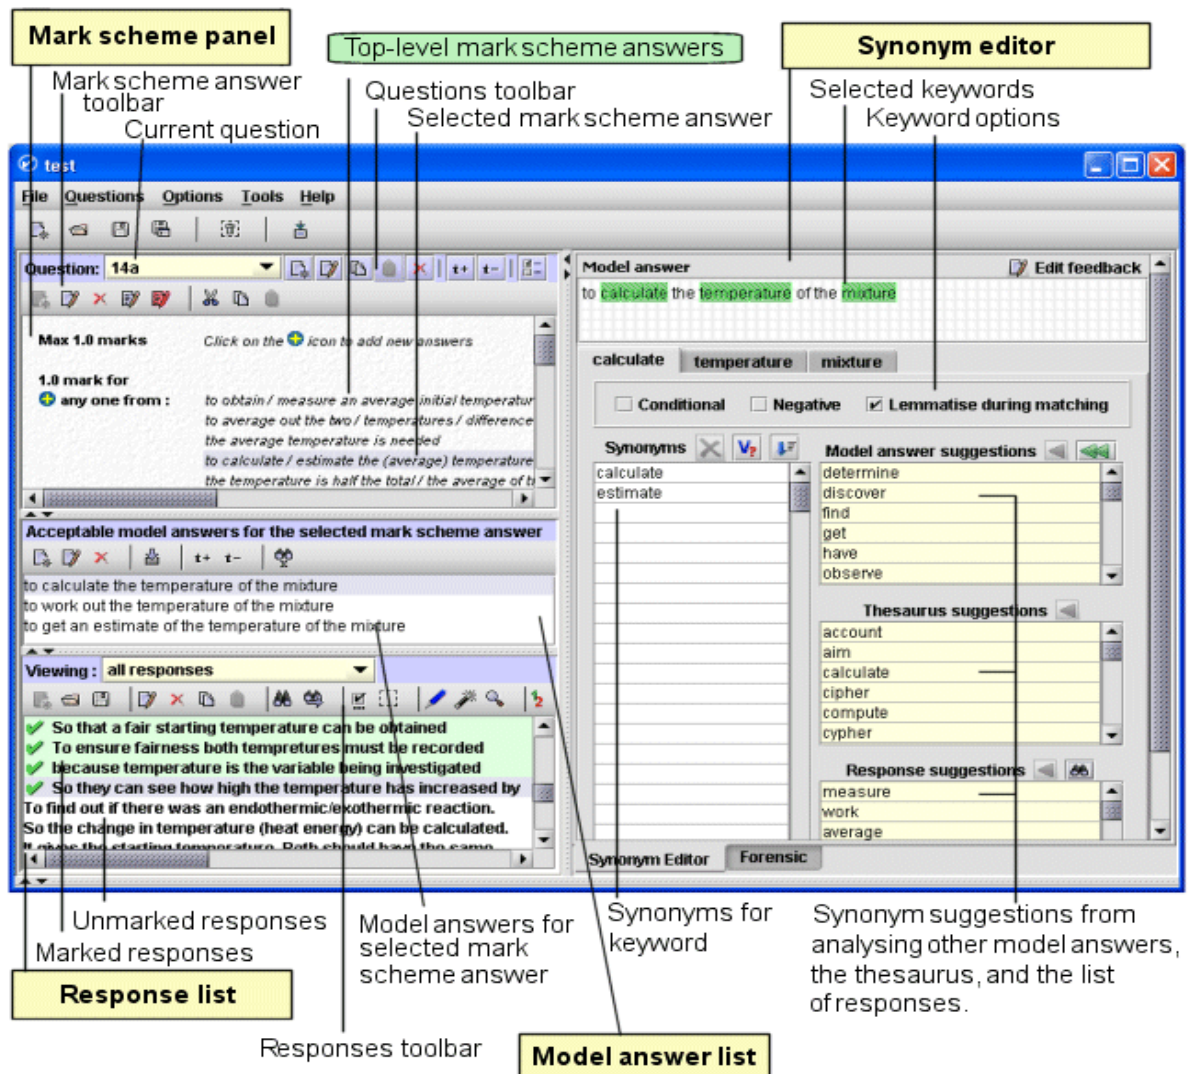 Mark scheme panel
Top-level mark scheme answers
Synonym editor
Mark scheme answer
toolbar
Questions toolbar
Selected keywords
Current question
Selected mark scheme answer
Keyword options
test
File Questions Options Tools Help
Question: 14a
t+ t-
Max 1.0 marks Click on the icon to add new answers
1.0 mark for
any one from : to obtain / measure an average initial temperatur
to average out the two / temperatures / difference
the average temperature is needed
to calculate / estimate the (average) temperature
the temperature is half the total / the average of t
Acceptable model answers for the selected mark scheme answer
t+ t-
to calculate the temperature of the mixture
to work out the temperature of the mixture
to get an estimate of the temperature of the mixture
Viewing : all responses
So that a fair starting temperature can be obtained
To ensure fairness both tempretures must be recorded
because temperature is the variable being investigated
So they can see how high the temperature has increased by
To find out if there was an endothermic/exothermic reaction.
So the change in temperature (heat energy) can be calculated.
It gives the starting temperature. Both should have the same
Model answer Edit feedback
to calculate the temperature of the mixture
calculate temperature mixture
Conditional Negative Lemmatise during matching
Synonyms
calculate
estimate
Model answer suggestions
determine
discover
find
get
have
observe
Thesaurus suggestions
account
aim
calculate
cipher
compute
cypher
Response suggestions
measure
work
average
Synonym Editor Forensic
Unmarked responses
Marked responses
Response list
Model answers for
selected mark
scheme answer
Synonyms for
keyword
Synonym suggestions from
analysing other model answers,
the thesaurus, and the list
of responses.
Responses toolbar
Model answer list